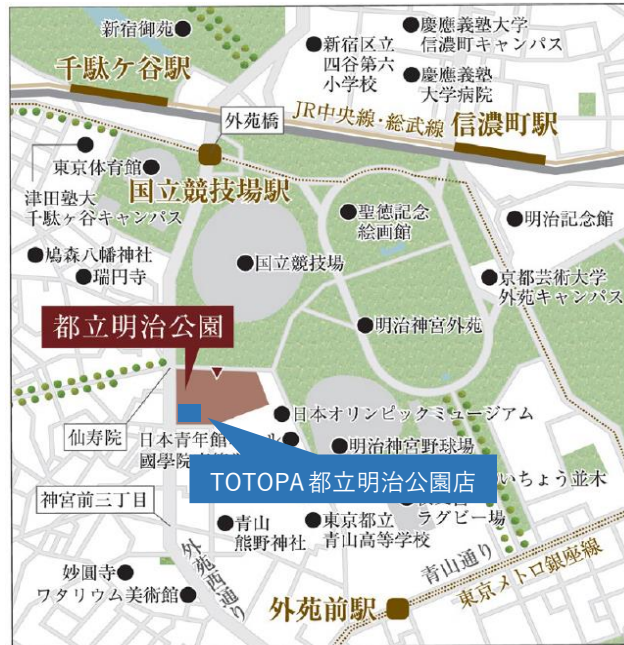 新宿御苑
千駄ケ谷駅
新宿区立
四谷第六
小学校
慶應義塾大学
信濃町キャンパス
慶應義塾
大学病院
JR中央線・総武線
信濃町駅
外苑橋
東京体育館
国立競技場駅
津田塾大
千駄ヶ谷キャンパス
聖徳記念
絵画館
明治記念館
鳩森八幡神社
瑞円寺
国立競技場
京都芸術大学
外苑キャンパス
都立明治公園
明治神宮外苑
仙寿院
日本オリンピックミュージアム
日本青年館
國學院
明治神宮野球場
TOTOPA 都立明治公園店
いちょう並木
ラグビー場
神宮前三丁目
青山
熊野神社
東京都立
青山高等学校
外苑西通り
青山通り
東京メトロ銀座線
妙圓寺
ワタリウム美術館
外苑前駅